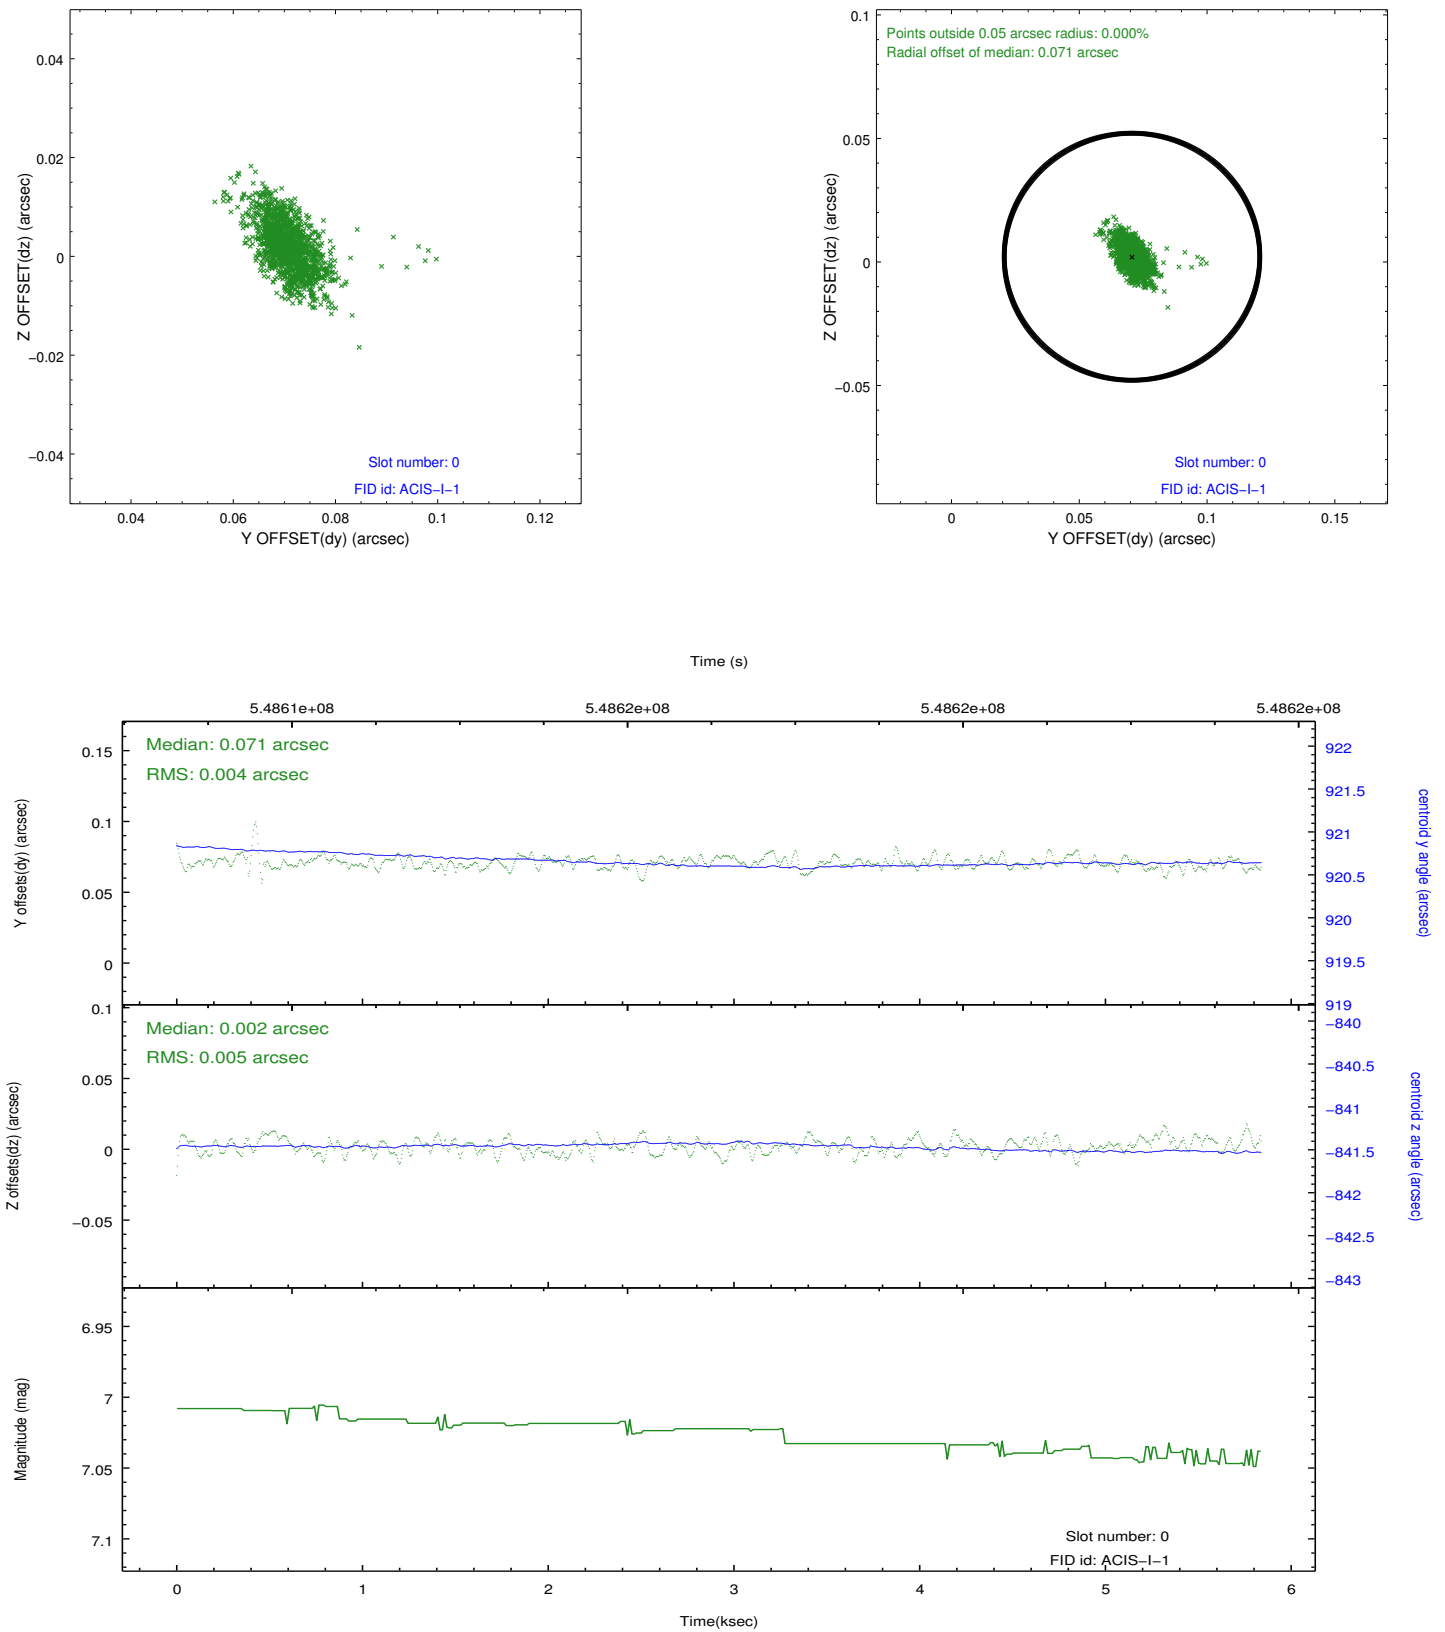 0.04
0.02
0
−0.02
−0.04
Z OFFSET(dz) (arcsec)
Slot number: 0
FID id: ACIS−I−1
0.04 0.06 0.08 0.1 0.12
Y OFFSET(dy) (arcsec)
Points outside 0.05 arcsec radius: 0.000%
Radial offset of median: 0.071 arcsec
0.1
0.05
0
−0.05
Z OFFSET(dz) (arcsec)
Slot number: 0
FID id: ACIS−I−1
0 0.05 0.1 0.15
Y OFFSET(dy) (arcsec)
Time (s)
5.4861e+08 5.4862e+08 5.4862e+08 5.4862e+08
Median: 0.071 arcsec
RMS: 0.004 arcsec
0.15
0.1
0.05
0
Y offsets(dy) (arcsec)
922
921.5
921
920.5
920
919.5
919
centroid y angle (arcsec)
Median: 0.002 arcsec
RMS: 0.005 arcsec
0.1
0.05
0
−0.05
Z offsets(dz) (arcsec)
−840
−840.5
−841
−841.5
−842
−842.5
−843
centroid z angle (arcsec)
6.95
7
7.05
7.1
Magnitude (mag)
Slot number: 0
FID id: ACIS−I−1
0 1 2 3 4 5 6
Time(ksec)